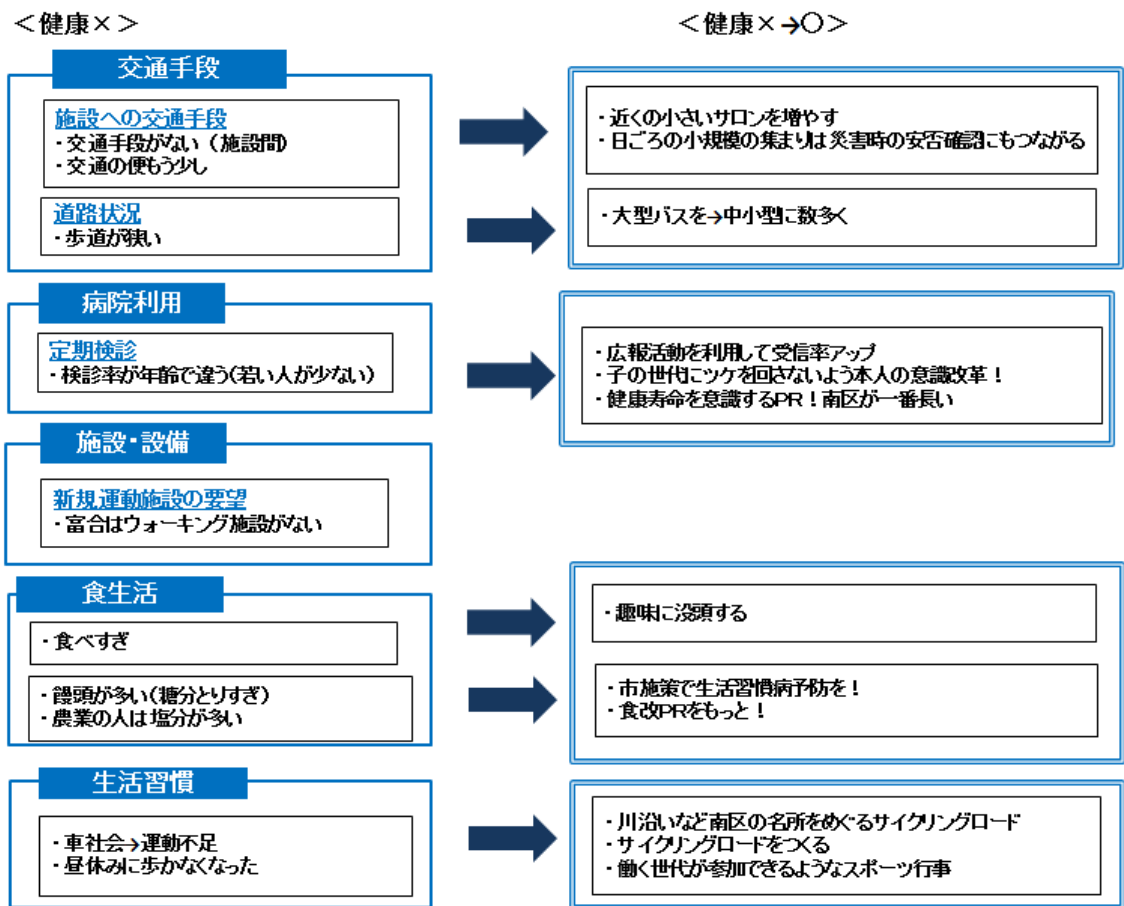 ＜健康×＞
＜健康×→○＞
交通手段
施設への交通手段
・交通手段がない（施設間）
・交通の便もう少し
・近くの小さいサロンを増やす
・日ごろの小規模の集まりは災害時の安否確認にもつながる
道路状況
・歩道が狭い
・大型バスを→中小型に数多く
病院利用
定期検診
・検診率が年齢で違う（若い人が少ない）
・広報活動を利用して受信率アップ
・子の世代にツケを回さないよう本人の意識改革！
・健康寿命を意識するPR！南区が一番長い
施設・設備
新規運動施設の要望
・富合はウォーキング施設がない
食生活
・食べすぎ
・趣味に没頭する
・饅頭が多い（糖分とりすぎ）
・農業の人は塩分が多い
・市施策で生活習慣病予防を！
・食改PRをもっと！
生活習慣
・車社会→運動不足
・昼休みに歩かなくなった
・川沿いなど南区の名所をめぐるサイクリングロード
・サイクリングロードをつくる
・働く世代が参加できるようなスポーツ行事